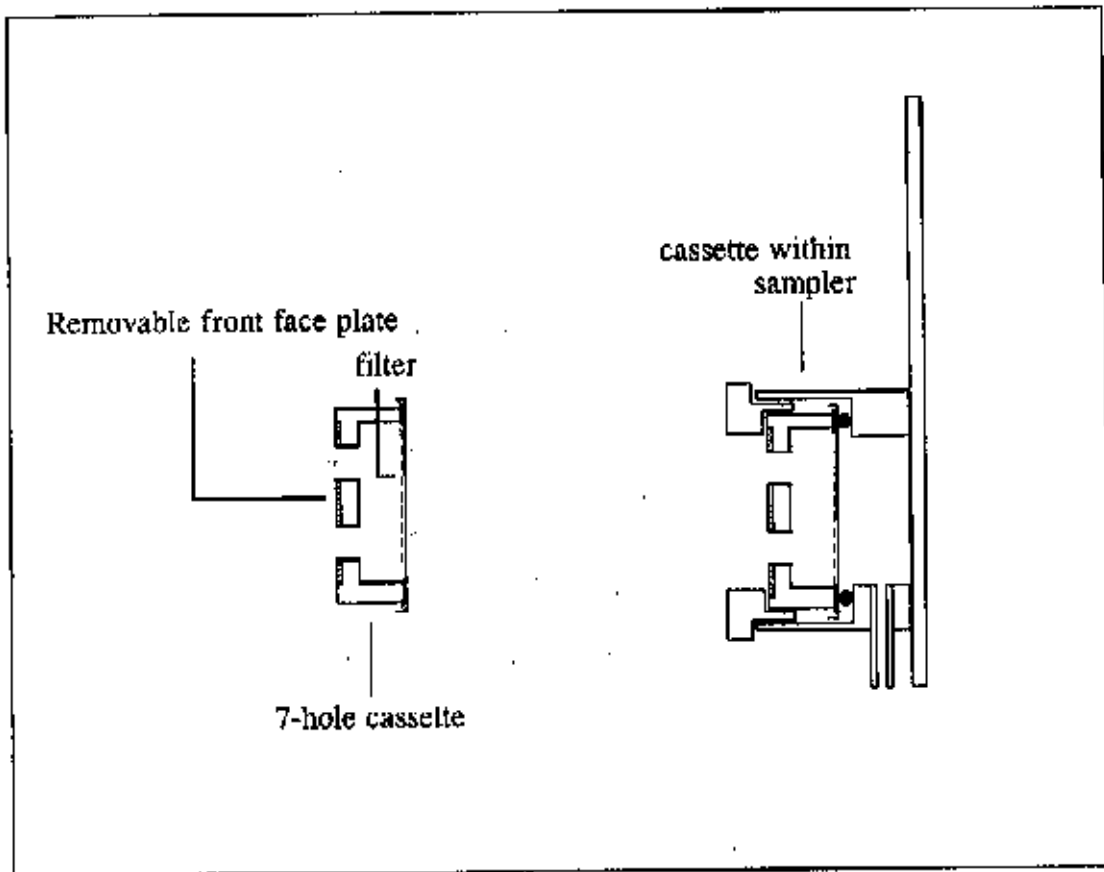 cassette within
sampler
Removable front face plate
filter
7-hole cassette